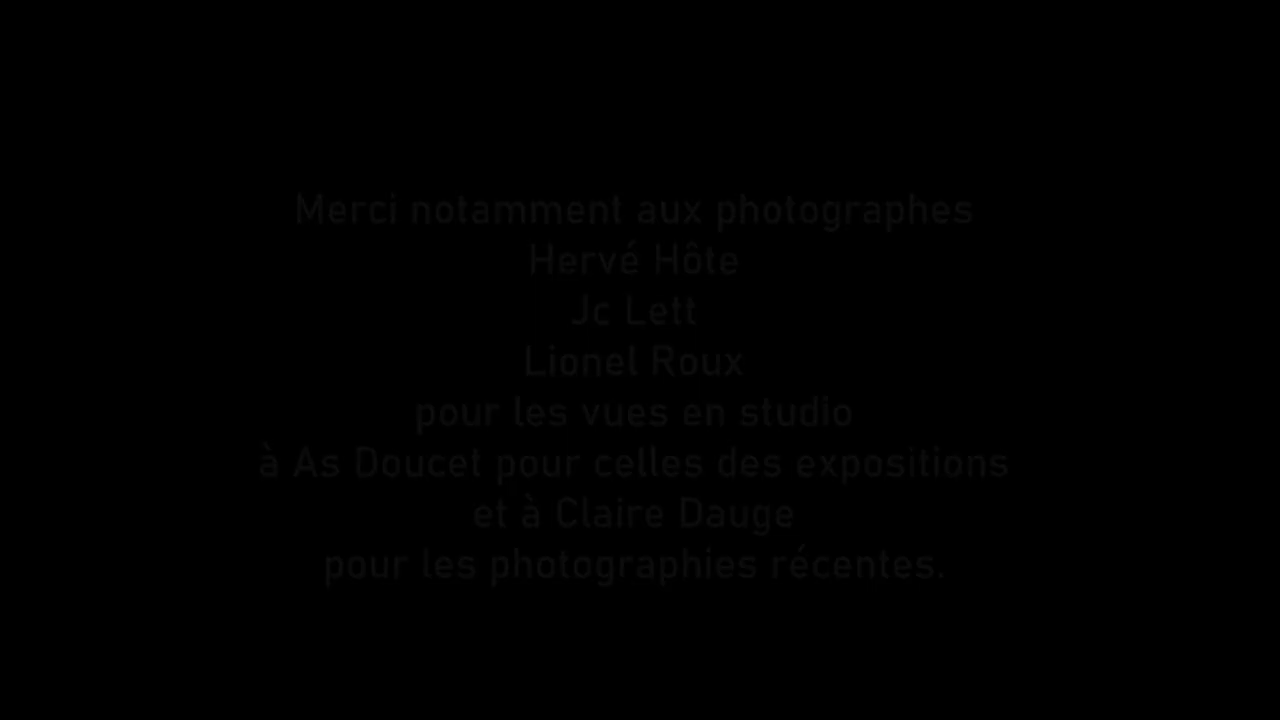 Merci notamment aux photographes
Hervé Hôte
Jc Lett
Lionel Roux
pour les vues en studio
à As Doucet pour celles des expositions
et à Claire Dauge
pour les photographies récentes.